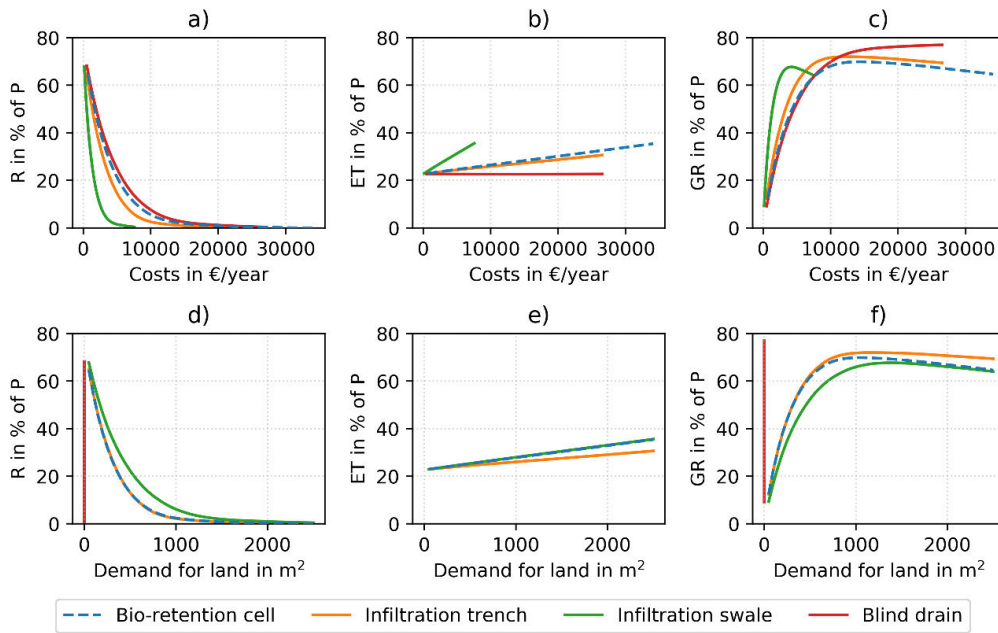 a)
b)
c)
80
60
40
20
0
R in % of P
0 10000 20000 30000
Costs in €/year
80
60
40
20
0
ET in % of P
0 10000 20000 30000
Costs in €/year
80
60
40
20
0
GR in % of P
0 10000 20000 30000
Costs in €/year
d)
e)
f)
80
60
40
20
0
R in % of P
0 1000 2000
Demand for land in m²
80
60
40
20
0
ET in % of P
0 1000 2000
Demand for land in m²
80
60
40
20
0
GR in % of P
0 1000 2000
Demand for land in m²
Bio-retention cell Infiltration trench Infiltration swale Blind drain